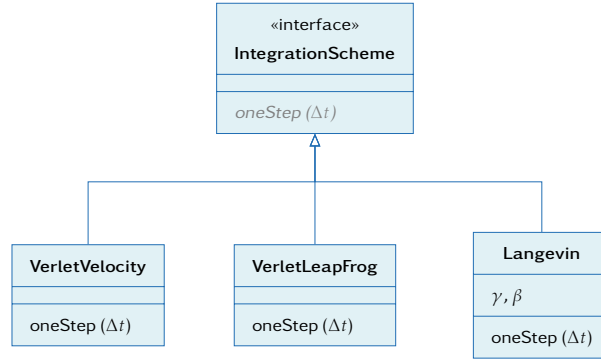 «interface»
IntegrationScheme
oneStep (Δt)
VerletVelocity
oneStep (Δt)
VerletLeapFrog
oneStep (Δt)
Langevin
γ, β
oneStep (Δt)